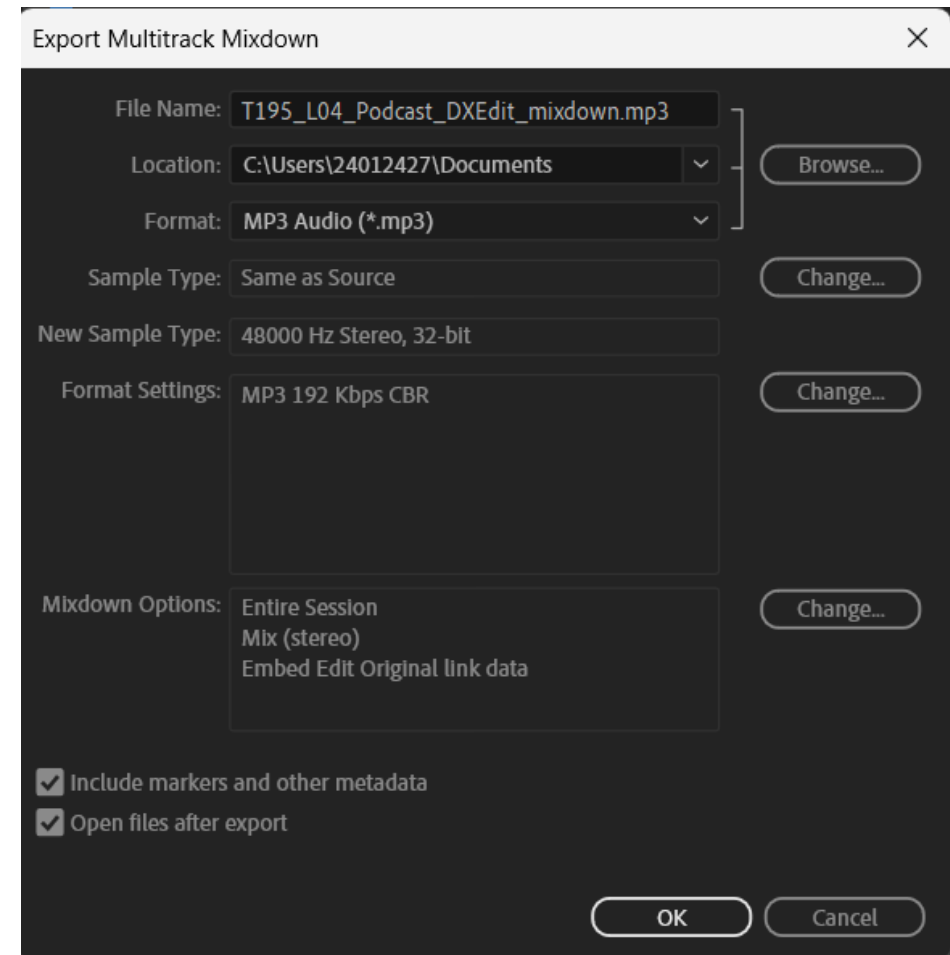 Export Multitrack Mixdown
File Name: T195_L04_Podcast_DXEdit_mixdown.mp3
Location: C:\Users\24012427\Documents Browse...
Format: MP3 Audio (*.mp3)
Sample Type: Same as Source Change...
New Sample Type: 48000 Hz Stereo, 32-bit
Format Settings: MP3 192 Kbps CBR Change...
Mixdown Options: Entire Session Change...
Mix (stereo)
Embed Edit Original link data
Include markers and other metadata
Open files after export
OK Cancel